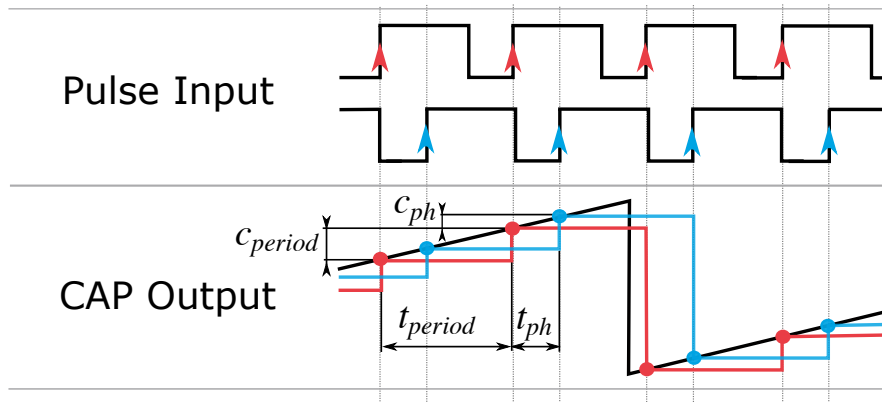 Pulse Input
c_ph
c_period
CAP Output
t_period
t_ph